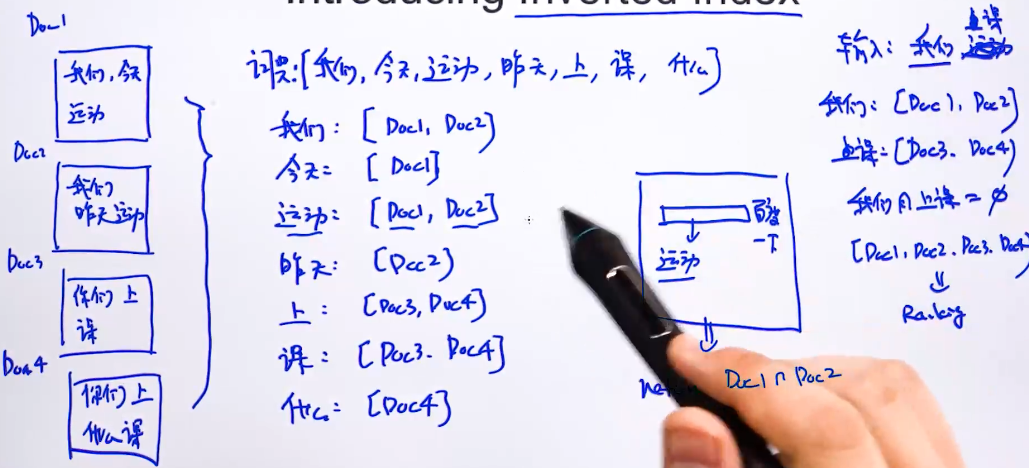 Introducing Inverted Index
Doc1
我们, 今天
运动
Doc2
我们
昨天运动
Doc3
你们 上
课
Doc4
你们 上
什么课
词典: [我们, 今天, 运动, 昨天, 上, 课, 什么]
我们: [Doc1, Doc2]
今天: [Doc1]
运动: [Doc1, Doc2]
昨天: [Doc2]
上: [Doc3, Doc4]
课: [Doc3. Doc4]
什么: [Doc4]
百度
一下
运动
Doc1 ∩ Doc2
上课
输入: 我们 运动
我们: [Doc1, Doc2]
上课: [Doc3. Doc4]
我们 ∩ 上课 = ∅
[Doc1, Doc2. Doc3. Doc4]
Ranking